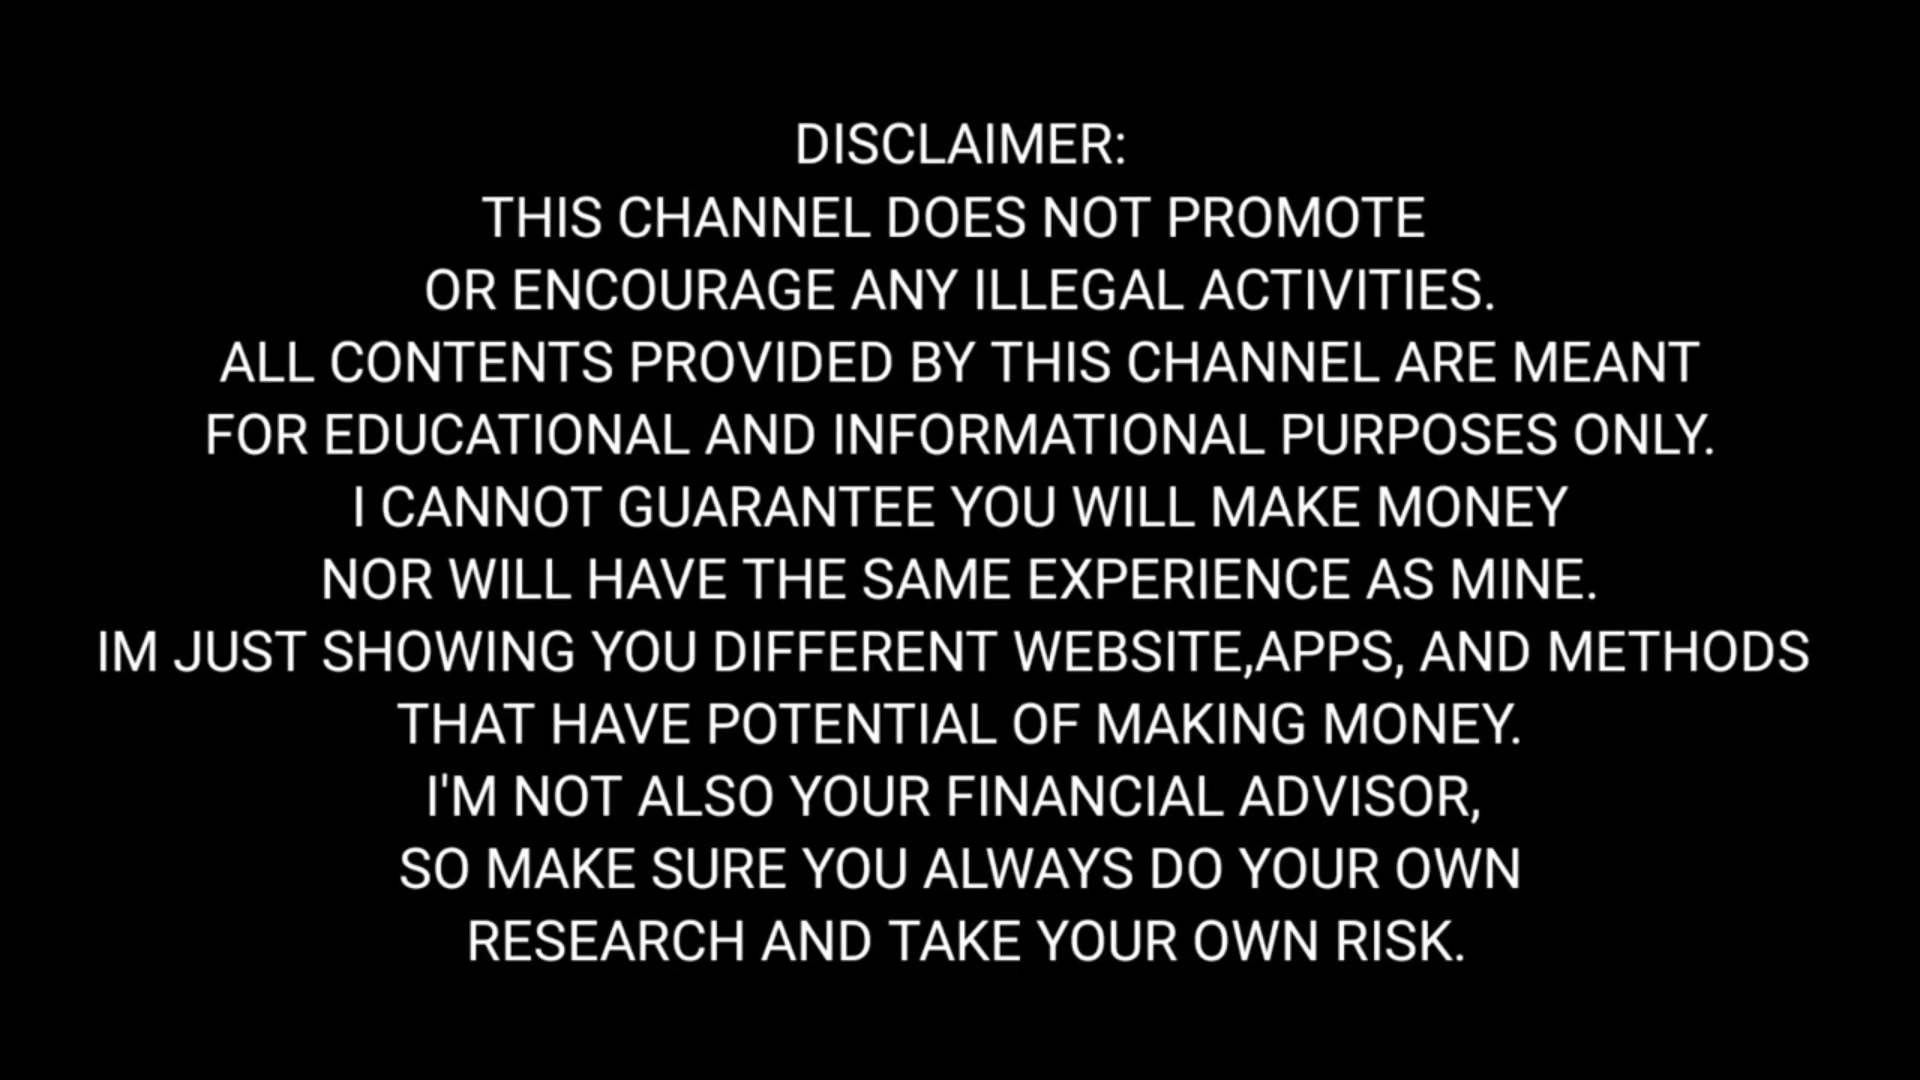 DISCLAIMER:
THIS CHANNEL DOES NOT PROMOTE
OR ENCOURAGE ANY ILLEGAL ACTIVITIES.
ALL CONTENTS PROVIDED BY THIS CHANNEL ARE MEANT
FOR EDUCATIONAL AND INFORMATIONAL PURPOSES ONLY.
I CANNOT GUARANTEE YOU WILL MAKE MONEY
NOR WILL HAVE THE SAME EXPERIENCE AS MINE.
IM JUST SHOWING YOU DIFFERENT WEBSITE,APPS, AND METHODS
THAT HAVE POTENTIAL OF MAKING MONEY.
I'M NOT ALSO YOUR FINANCIAL ADVISOR,
SO MAKE SURE YOU ALWAYS DO YOUR OWN
RESEARCH AND TAKE YOUR OWN RISK.